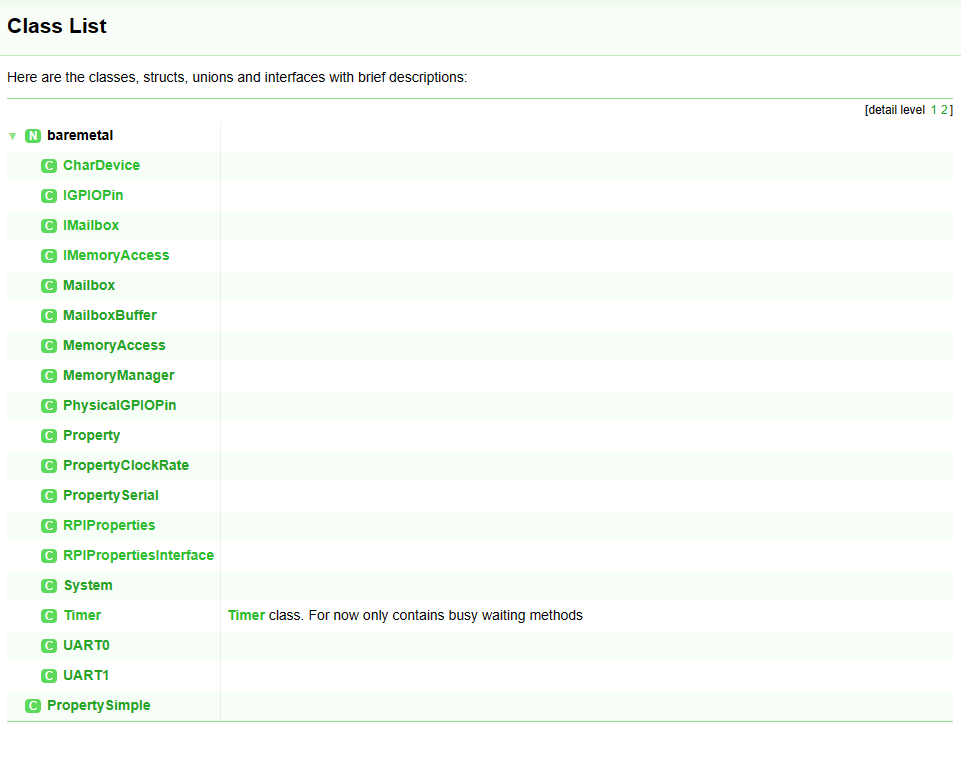 Class List
Here are the classes, structs, unions and interfaces with brief descriptions:
[detail level 1 2]
▼ N baremetal
C CharDevice
C IGPIOPin
C IMailbox
C IMemoryAccess
C Mailbox
C MailboxBuffer
C MemoryAccess
C MemoryManager
C PhysicalGPIOPin
C Property
C PropertyClockRate
C PropertySerial
C RPIProperties
C RPIPropertiesInterface
C System
C Timer Timer class. For now only contains busy waiting methods
C UART0
C UART1
C PropertySimple